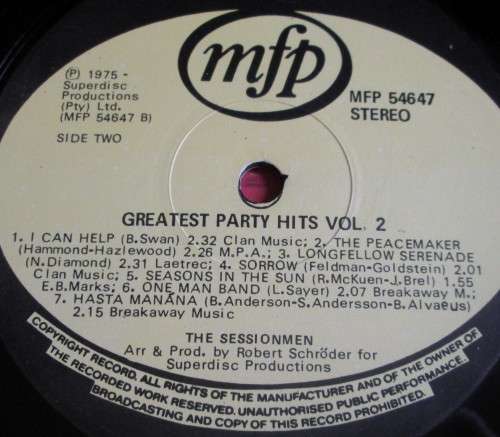 mfp
Ⓟ 1975 -
Superdisc
Productions
(Pty) Ltd.
(MFP 54647 B)
SIDE TWO
MFP 54647
STEREO
GREATEST PARTY HITS VOL. 2
1. I CAN HELP (B.Swan) 2.32 Clan Music; 2. THE PEACEMAKER
(Hammond-Hazlewood) 2.26 M.P.A.; 3. LONGFELLOW SERENADE
(N.Diamond) 2.31 Laetrec; 4. SORROW (Feldman-Goldstein) 2.01
Clan Music; 5. SEASONS IN THE SUN (R.McKuen-J.Brel) 1.55
E.B.Marks; 6. ONE MAN BAND (L.Sayer) 2.07 Breakaway M.;
7. HASTA MANANA (B.Anderson-S.Andersson-B.Alvaeus)
2.15 Breakaway Music
THE SESSIONMEN
Arr & Prod. by Robert Schröder for
Superdisc Productions
COPYRIGHT RECORD. ALL RIGHTS OF THE MANUFACTURER AND OF THE OWNER OF
THE RECORDED WORK RESERVED. UNAUTHORISED PUBLIC PERFORMANCE.
BROADCASTING AND COPY OF THIS RECORD PROHIBITED.